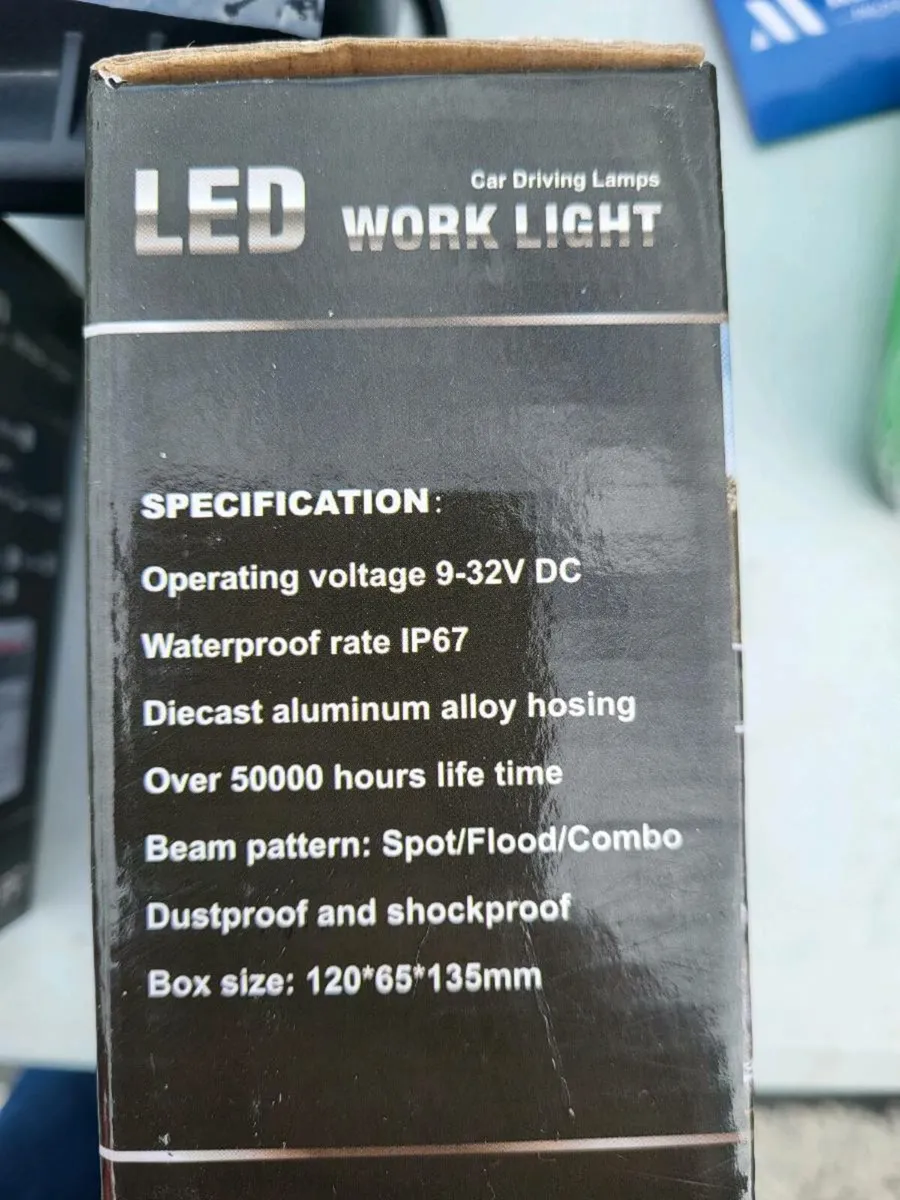 LED
Car Driving Lamps
WORK LIGHT
SPECIFICATION:
Operating voltage 9-32V DC
Waterproof rate IP67
Diecast aluminum alloy hosing
Over 50000 hours life time
Beam pattern: Spot/Flood/Combo
Dustproof and shockproof
Box size: 120*65*135mm